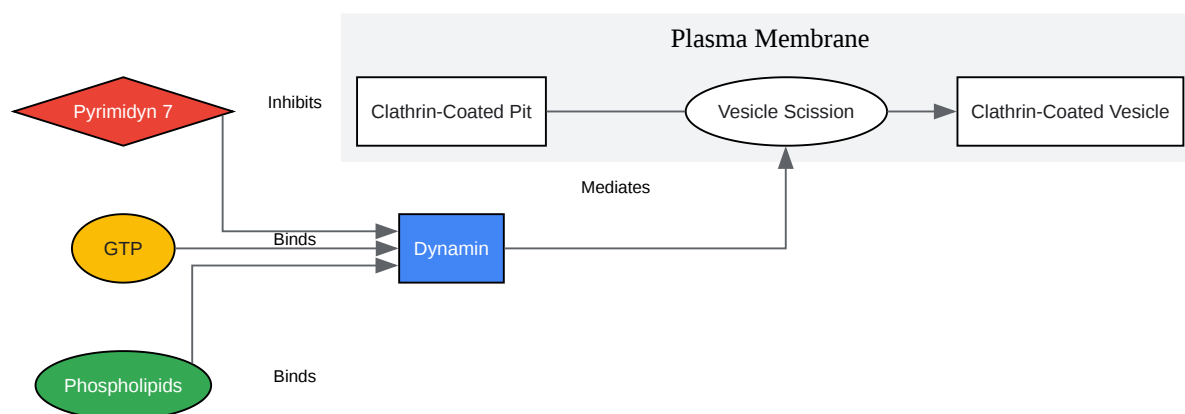 Plasma Membrane
Pyrimidyn 7
Inhibits
Clathrin-Coated Pit
Vesicle Scission
Clathrin-Coated Vesicle
Mediates
GTP
Binds
Dynamin
Phospholipids
Binds